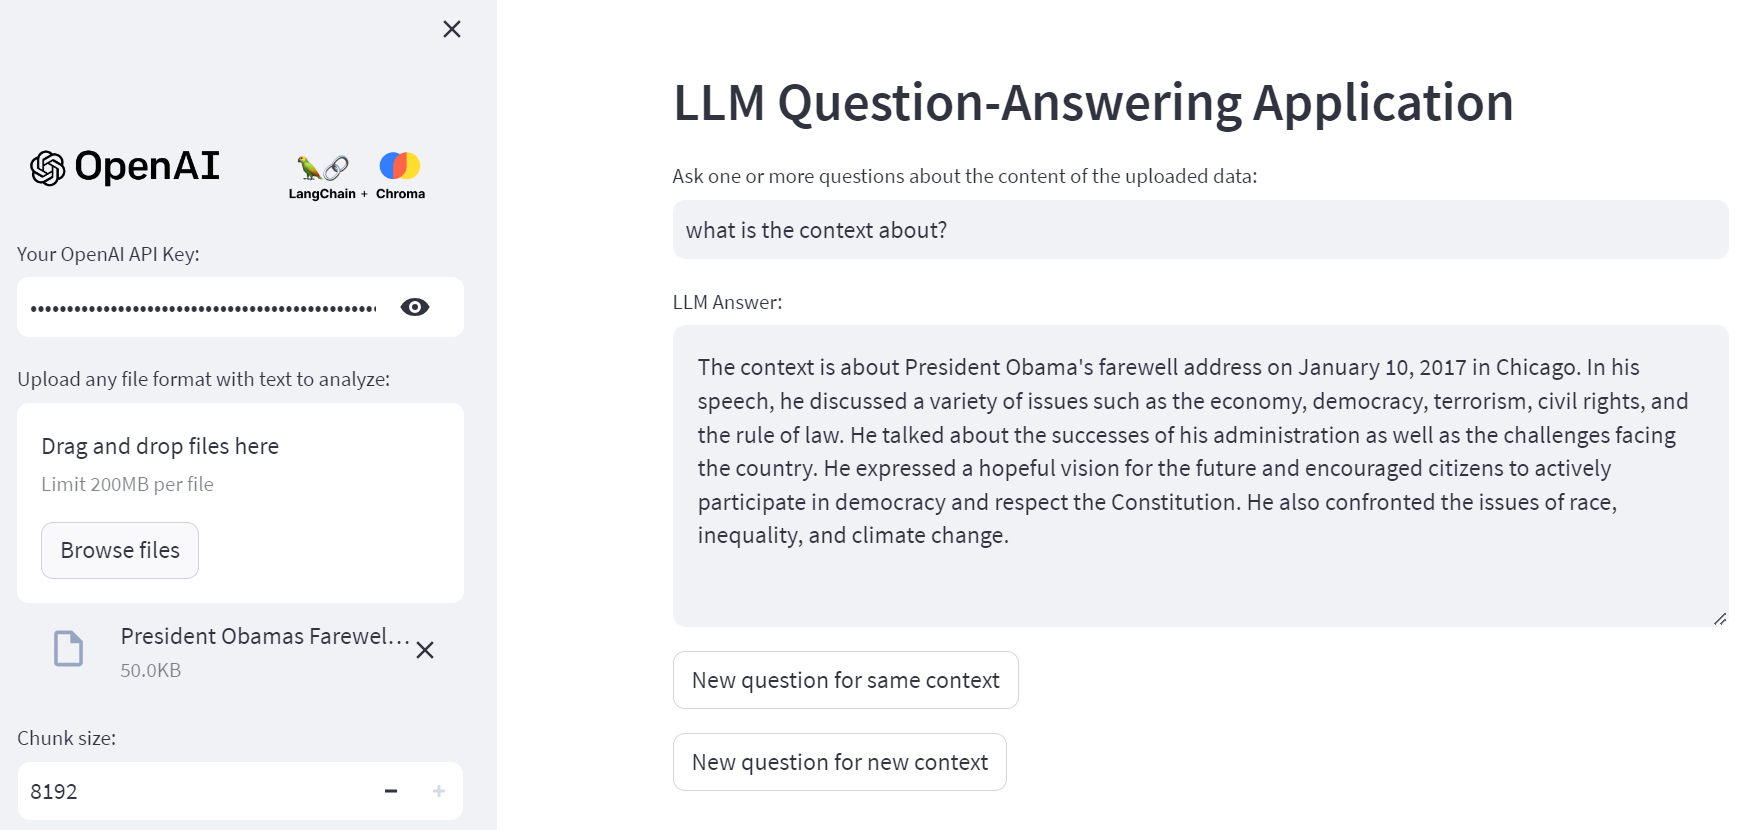 OpenAI
LangChain + Chroma
Your OpenAI API Key:
Upload any file format with text to analyze:
Drag and drop files here
Limit 200MB per file
Browse files
President Obamas Farewel...
50.0KB
Chunk size:
8192
LLM Question-Answering Application
Ask one or more questions about the content of the uploaded data:
what is the context about?
LLM Answer:
The context is about President Obama's farewell address on January 10, 2017 in Chicago. In his
speech, he discussed a variety of issues such as the economy, democracy, terrorism, civil rights, and
the rule of law. He talked about the successes of his administration as well as the challenges facing
the country. He expressed a hopeful vision for the future and encouraged citizens to actively
participate in democracy and respect the Constitution. He also confronted the issues of race,
inequality, and climate change.
New question for same context
New question for new context